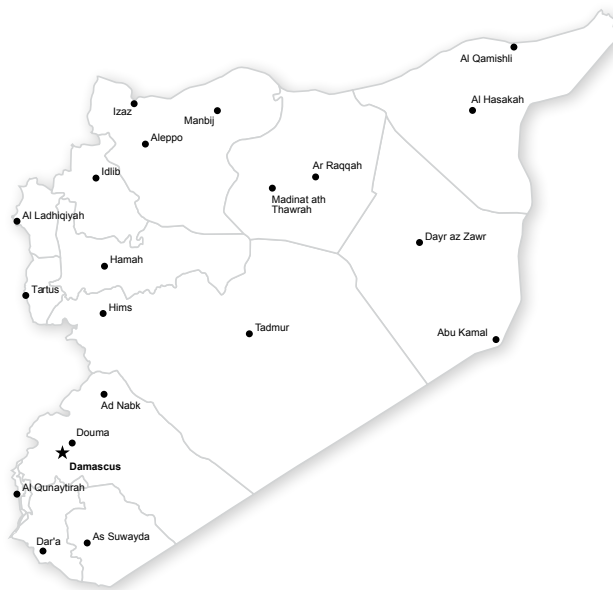 Al Qamishli
Izaz
Manbij
Al Hasakah
Aleppo
Ar Raqqah
Idlib
Madinat ath
Thawrah
Al Ladhiqiyah
Dayr az Zawr
Hamah
Tartus
Hims
Tadmur
Abu Kamal
Ad Nabk
Douma
Damascus
Al Qunaytirah
As Suwayda
Dar'a